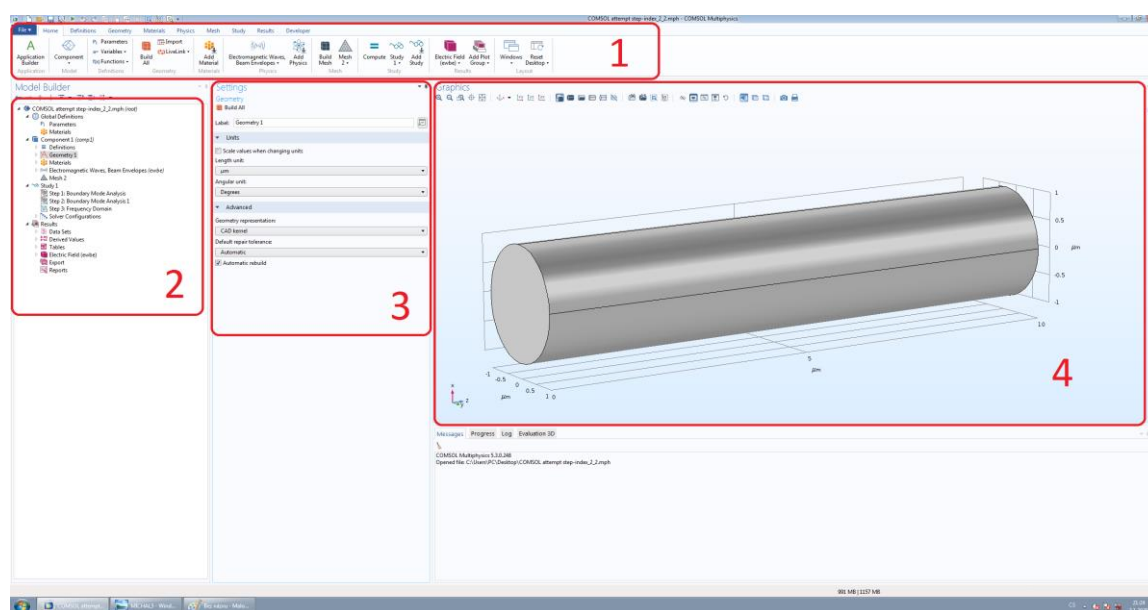 COMSOL attempt step-index_2_2.mph - COMSOL Multiphysics
File Home Definitions Geometry Materials Physics Mesh Study Results Developer
Application Builder
Component
Parameters
Variables
Functions
Build All
Import
LiveLink
Add Material
Electromagnetic Waves, Beam Envelopes
Add Physics
Build Mesh
Mesh 2
Compute
Study 1
Add Study
Electric Field (ewbe)
Add Plot Group
Windows
Reset Desktop
Application Model Definitions Geometry Materials Physics Mesh Study Results Layout
1
Model Builder
COMSOL attempt step-index_2_2.mph (root)
Global Definitions
Parameters
Materials
Component 1 (comp1)
Definitions
Geometry 1
Materials
Electromagnetic Waves, Beam Envelopes (ewbe)
Mesh 2
Study 1
Step 1: Boundary Mode Analysis
Step 2: Boundary Mode Analysis 1
Step 3: Frequency Domain
Solver Configurations
Results
Data Sets
Derived Values
Tables
Electric Field (ewbe)
Export
Reports
2
Settings
Geometry
Build All
Label: Geometry 1
Units
Scale values when changing units
Length unit:
µm
Angular unit:
Degrees
Advanced
Geometry representation:
CAD kernel
Default repair tolerance:
Automatic
Automatic rebuild
3
Graphics
1
0.5
0 µm
-0.5
-1
10
5
µm
-1
-0.5
0
0.5
1 0
µm
x
y z
4
Messages Progress Log Evaluation 3D
COMSOL Multiphysics 5.3.0.248
Opened file: C:\Users\PC\Desktop\COMSOL attempt step-index_2_2.mph
991 MB | 1157 MB
COMSOL attemp...